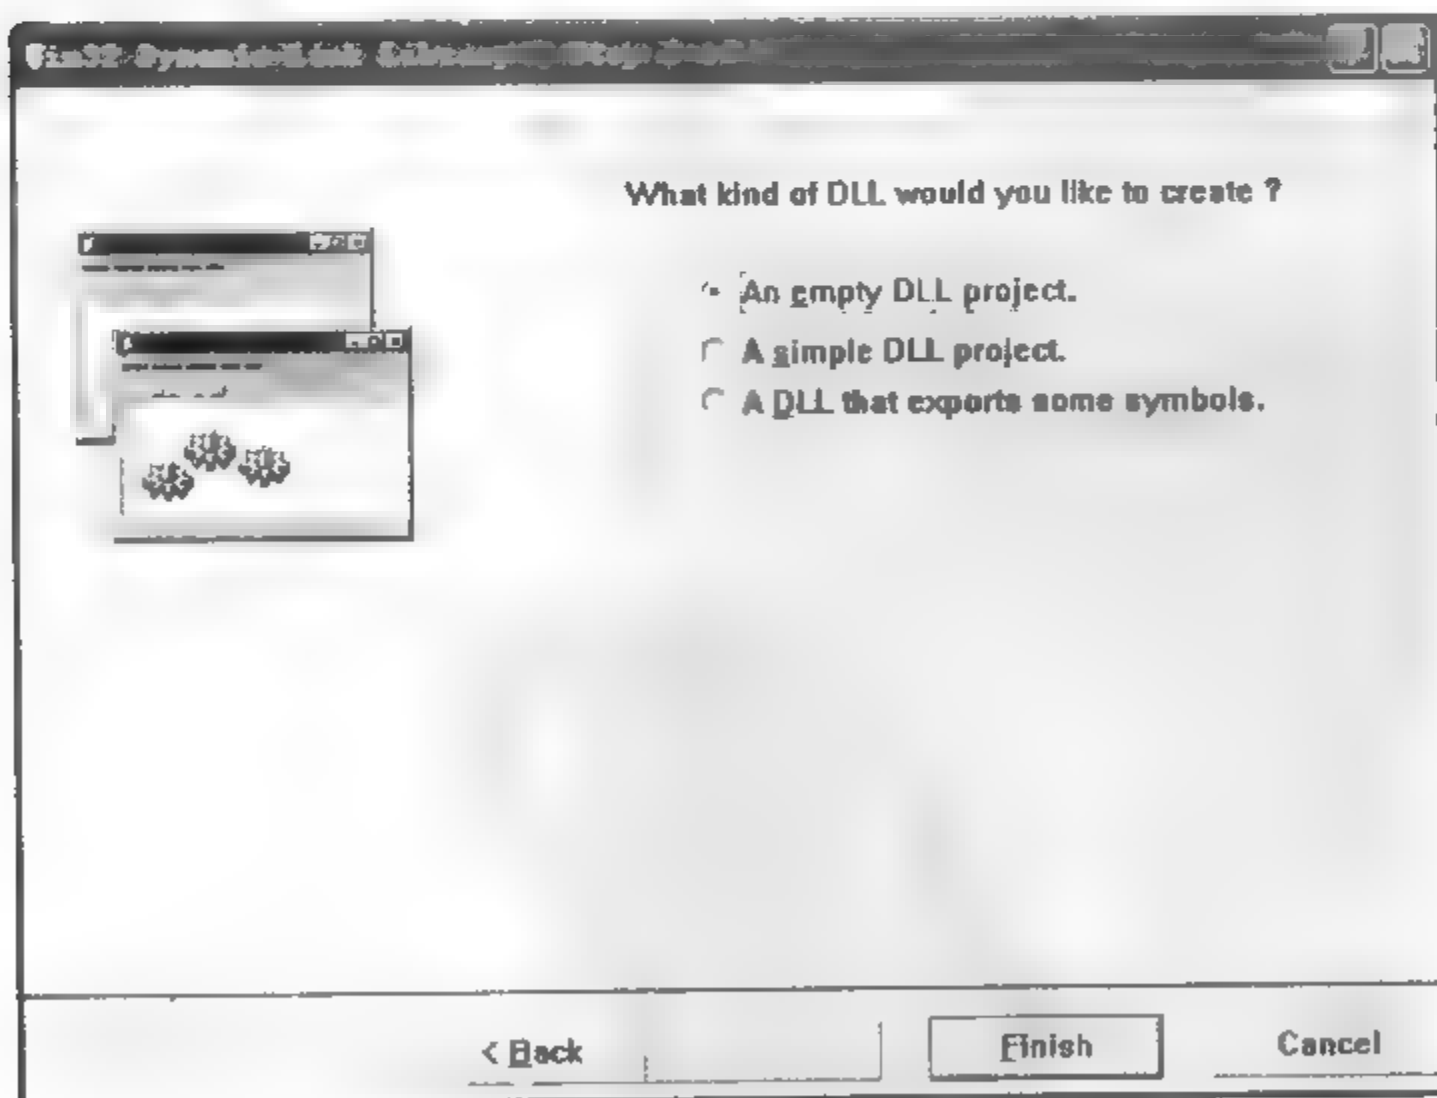 What kind of DLL would you like to create ?
An empty DLL project.
A simple DLL project.
A DLL that exports some symbols.
< Back
Finish
Cancel